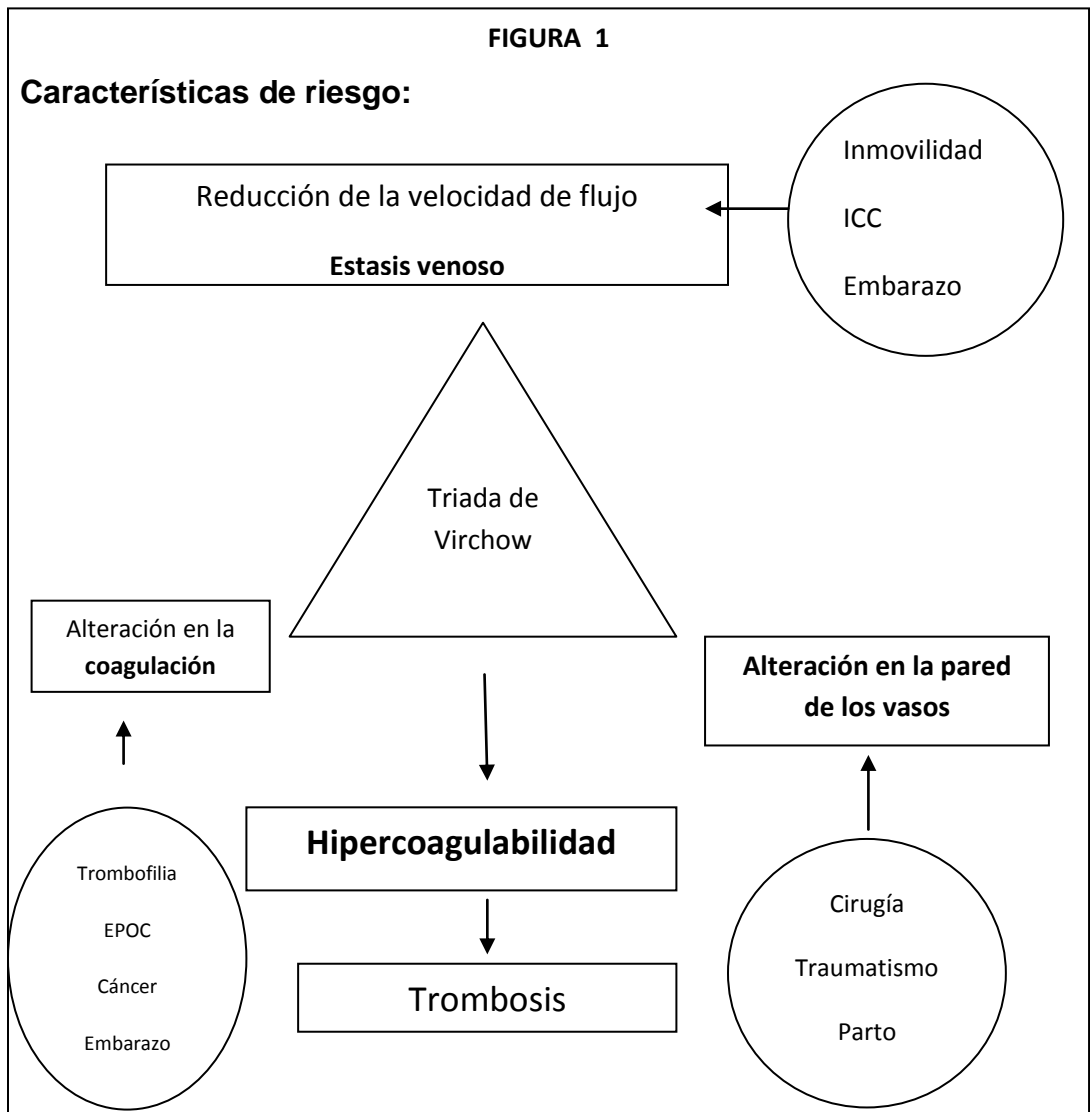 FIGURA 1
Características de riesgo:
Reducción de la velocidad de flujo
Estasis venoso
Inmovilidad
ICC
Embarazo
Triada de
Virchow
Alteración en la
coagulación
Alteración en la pared
de los vasos
Hipercoagulabilidad
Trombosis
Trombofilia
EPOC
Cáncer
Embarazo
Cirugía
Traumatismo
Parto